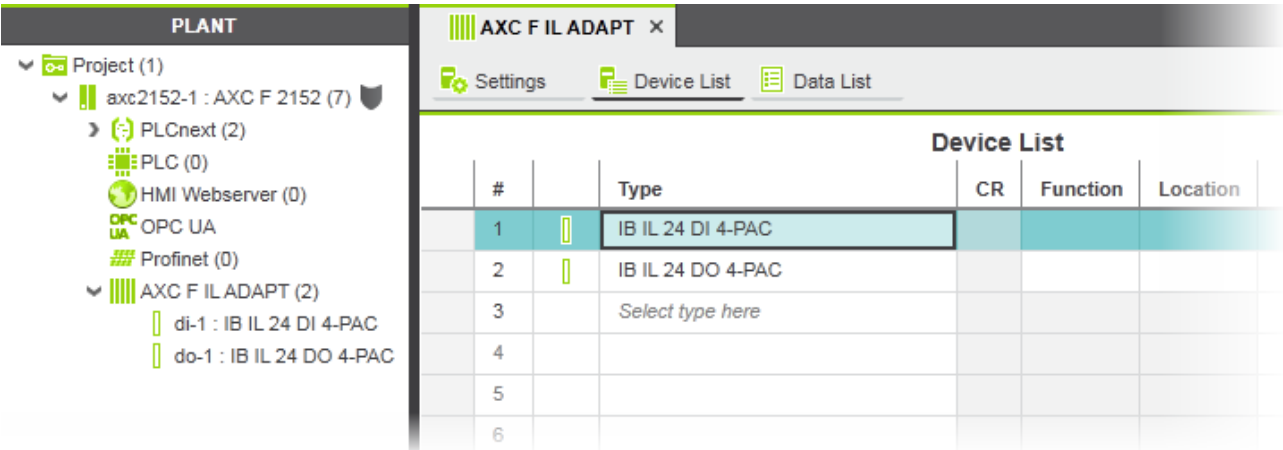 PLANT
Project (1)
axc2152-1 : AXC F 2152 (7)
PLCnext (2)
PLC (0)
HMI Webserver (0)
OPC UA OPC UA
Profinet (0)
AXC F IL ADAPT (2)
di-1 : IB IL 24 DI 4-PAC
do-1 : IB IL 24 DO 4-PAC
AXC F IL ADAPT ×
Settings Device List Data List
Device List
# Type CR Function Location
1 IB IL 24 DI 4-PAC
2 IB IL 24 DO 4-PAC
3 Select type here
4
5
6